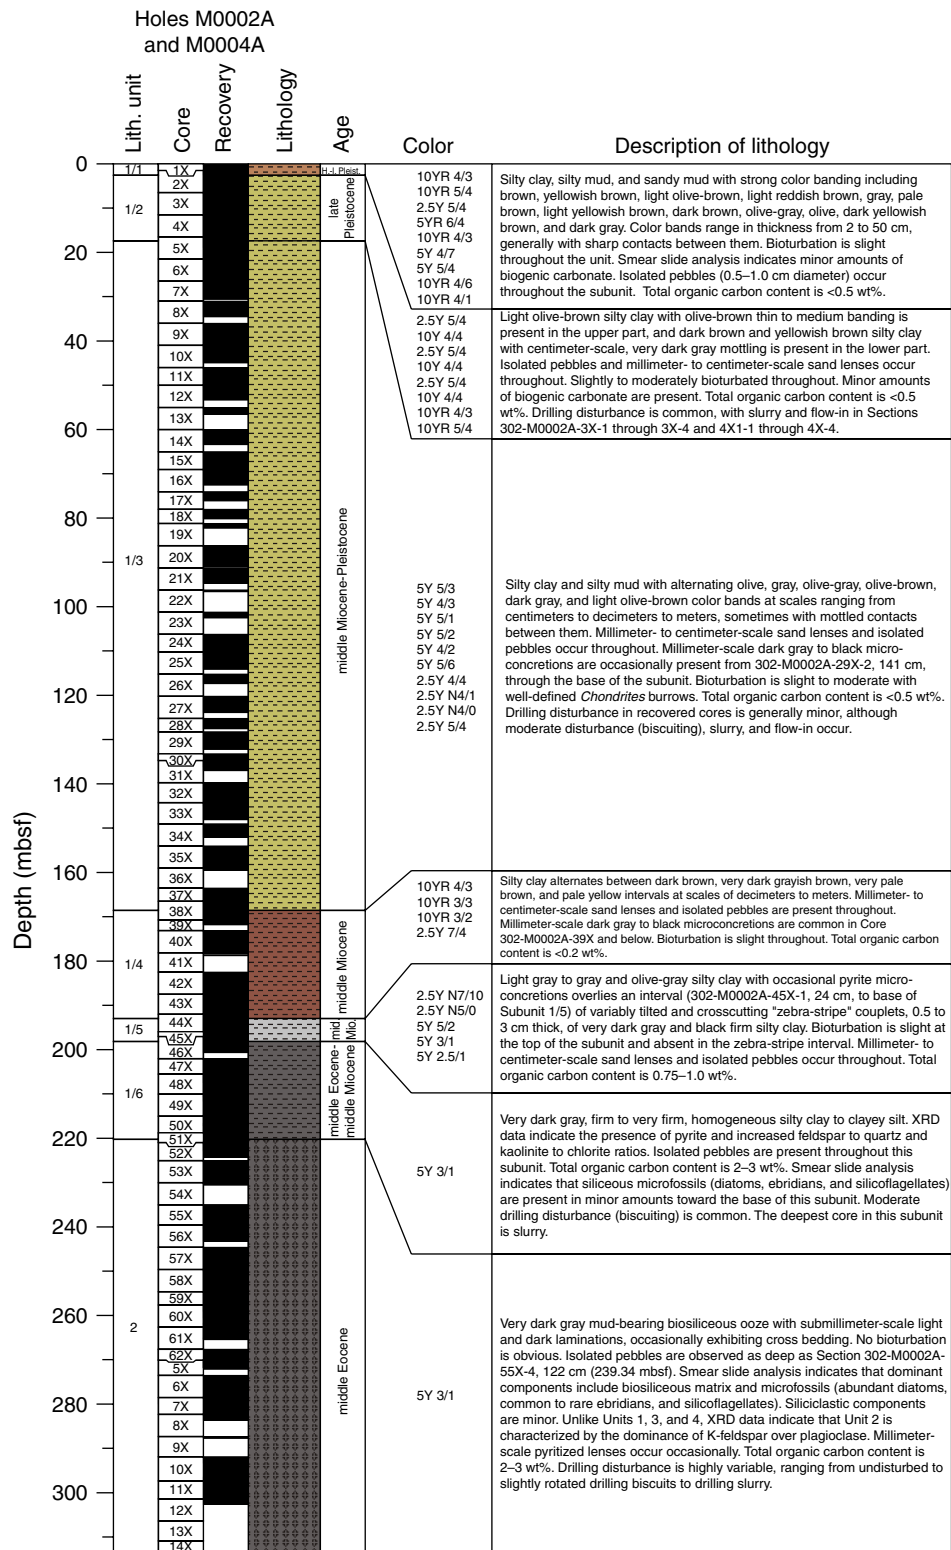 Holes M0002A
and M0004A
Lith. unit
Core
Recovery
Lithology
Age
Color
Description of lithology
Depth (mbsf)
0
20
40
60
80
100
120
140
160
180
200
220
240
260
280
300
1/1
1/2
1/3
1/4
1/5
1/6
2
1X
2X
3X
4X
5X
6X
7X
8X
9X
10X
11X
12X
13X
14X
15X
16X
17X
18X
19X
20X
21X
22X
23X
24X
25X
26X
27X
28X
29X
30X
31X
32X
33X
34X
35X
36X
37X
38X
39X
40X
41X
42X
43X
44X
45X
46X
47X
48X
49X
50X
51X
52X
53X
54X
55X
56X
57X
58X
59X
60X
61X
62X
5X
6X
7X
8X
9X
10X
11X
12X
13X
14X
H.-l. Pleist.
late
Pleistocene
middle Miocene-Pleistocene
middle Miocene
mid.
Mio.
middle Eocene-
middle Miocene
middle Eocene
10YR 4/3
10YR 5/4
2.5Y 5/4
5YR 6/4
10YR 4/3
5Y 4/7
5Y 5/4
10YR 4/6
10YR 4/1
Silty clay, silty mud, and sandy mud with strong color banding including
brown, yellowish brown, light olive-brown, light reddish brown, gray, pale
brown, light yellowish brown, dark brown, olive-gray, olive, dark yellowish
brown, and dark gray. Color bands range in thickness from 2 to 50 cm,
generally with sharp contacts between them. Bioturbation is slight
throughout the unit. Smear slide analysis indicates minor amounts of
biogenic carbonate. Isolated pebbles (0.5–1.0 cm diameter) occur
throughout the subunit. Total organic carbon content is <0.5 wt%.
2.5Y 5/4
10Y 4/4
2.5Y 5/4
10Y 4/4
2.5Y 5/4
10Y 4/4
10YR 4/3
10YR 5/4
Light olive-brown silty clay with olive-brown thin to medium banding is
present in the upper part, and dark brown and yellowish brown silty clay
with centimeter-scale, very dark gray mottling is present in the lower part.
Isolated pebbles and millimeter- to centimeter-scale sand lenses occur
throughout. Slightly to moderately bioturbated throughout. Minor amounts
of biogenic carbonate are present. Total organic carbon content is <0.5
wt%. Drilling disturbance is common, with slurry and flow-in in Sections
302-M0002A-3X-1 through 3X-4 and 4X1-1 through 4X-4.
5Y 5/3
5Y 4/3
5Y 5/1
5Y 5/2
5Y 4/2
5Y 5/6
2.5Y 4/4
2.5Y N4/1
2.5Y N4/0
2.5Y 5/4
Silty clay and silty mud with alternating olive, gray, olive-gray, olive-brown,
dark gray, and light olive-brown color bands at scales ranging from
centimeters to decimeters to meters, sometimes with mottled contacts
between them. Millimeter- to centimeter-scale sand lenses and isolated
pebbles occur throughout. Millimeter-scale dark gray to black micro-
concretions are occasionally present from 302-M0002A-29X-2, 141 cm,
through the base of the subunit. Bioturbation is slight to moderate with
well-defined Chondrites burrows. Total organic carbon content is <0.5 wt%.
Drilling disturbance in recovered cores is generally minor, although
moderate disturbance (biscuiting), slurry, and flow-in occur.
10YR 4/3
10YR 3/3
10YR 3/2
2.5Y 7/4
Silty clay alternates between dark brown, very dark grayish brown, very pale
brown, and pale yellow intervals at scales of decimeters to meters. Millimeter- to
centimeter-scale sand lenses and isolated pebbles are present throughout.
Millimeter-scale dark gray to black microconcretions are common in Core
302-M0002A-39X and below. Bioturbation is slight throughout. Total organic carbon
content is <0.2 wt%.
2.5Y N7/10
2.5Y N5/0
5Y 5/2
5Y 3/1
5Y 2.5/1
Light gray to gray and olive-gray silty clay with occasional pyrite micro-
concretions overlies an interval (302-M0002A-45X-1, 24 cm, to base of
Subunit 1/5) of variably tilted and crosscutting "zebra-stripe" couplets, 0.5 to
3 cm thick, of very dark gray and black firm silty clay. Bioturbation is slight at
the top of the subunit and absent in the zebra-stripe interval. Millimeter- to
centimeter-scale sand lenses and isolated pebbles occur throughout. Total
organic carbon content is 0.75–1.0 wt%.
5Y 3/1
Very dark gray, firm to very firm, homogeneous silty clay to clayey silt. XRD
data indicate the presence of pyrite and increased feldspar to quartz and
kaolinite to chlorite ratios. Isolated pebbles are present throughout this
subunit. Total organic carbon content is 2–3 wt%. Smear slide analysis
indicates that siliceous microfossils (diatoms, ebridians, and silicoflagellates)
are present in minor amounts toward the base of this subunit. Moderate
drilling disturbance (biscuiting) is common. The deepest core in this subunit
is slurry.
5Y 3/1
Very dark gray mud-bearing biosiliceous ooze with submillimeter-scale light
and dark laminations, occasionally exhibiting cross bedding. No bioturbation
is obvious. Isolated pebbles are observed as deep as Section 302-M0002A-
55X-4, 122 cm (239.34 mbsf). Smear slide analysis indicates that dominant
components include biosiliceous matrix and microfossils (abundant diatoms,
common to rare ebridians, and silicoflagellates). Siliciclastic components
are minor. Unlike Units 1, 3, and 4, XRD data indicate that Unit 2 is
characterized by the dominance of K-feldspar over plagioclase. Millimeter-
scale pyritized lenses occur occasionally. Total organic carbon content is
2–3 wt%. Drilling disturbance is highly variable, ranging from undisturbed to
slightly rotated drilling biscuits to drilling slurry.